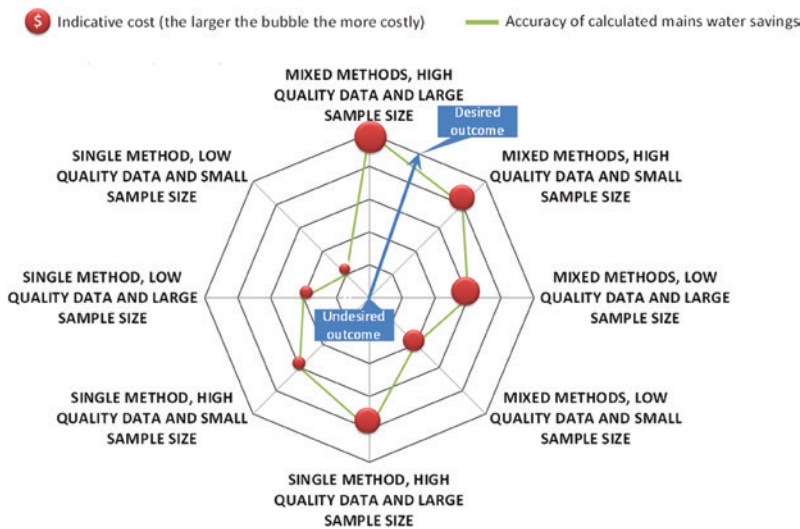 $ Indicative cost (the larger the bubble the more costly)
Accuracy of calculated mains water savings
MIXED METHODS, HIGH
QUALITY DATA AND LARGE
SAMPLE SIZE
Desired
outcome
MIXED METHODS, HIGH
QUALITY DATA AND SMALL
SAMPLE SIZE
MIXED METHODS, LOW
QUALITY DATA AND LARGE
SAMPLE SIZE
MIXED METHODS, LOW
QUALITY DATA AND SMALL
SAMPLE SIZE
SINGLE METHOD, HIGH
QUALITY DATA AND LARGE
SAMPLE SIZE
SINGLE METHOD, HIGH
QUALITY DATA AND SMALL
SAMPLE SIZE
SINGLE METHOD, LOW
QUALITY DATA AND LARGE
SAMPLE SIZE
SINGLE METHOD, LOW
QUALITY DATA AND SMALL
SAMPLE SIZE
Undesired
outcome